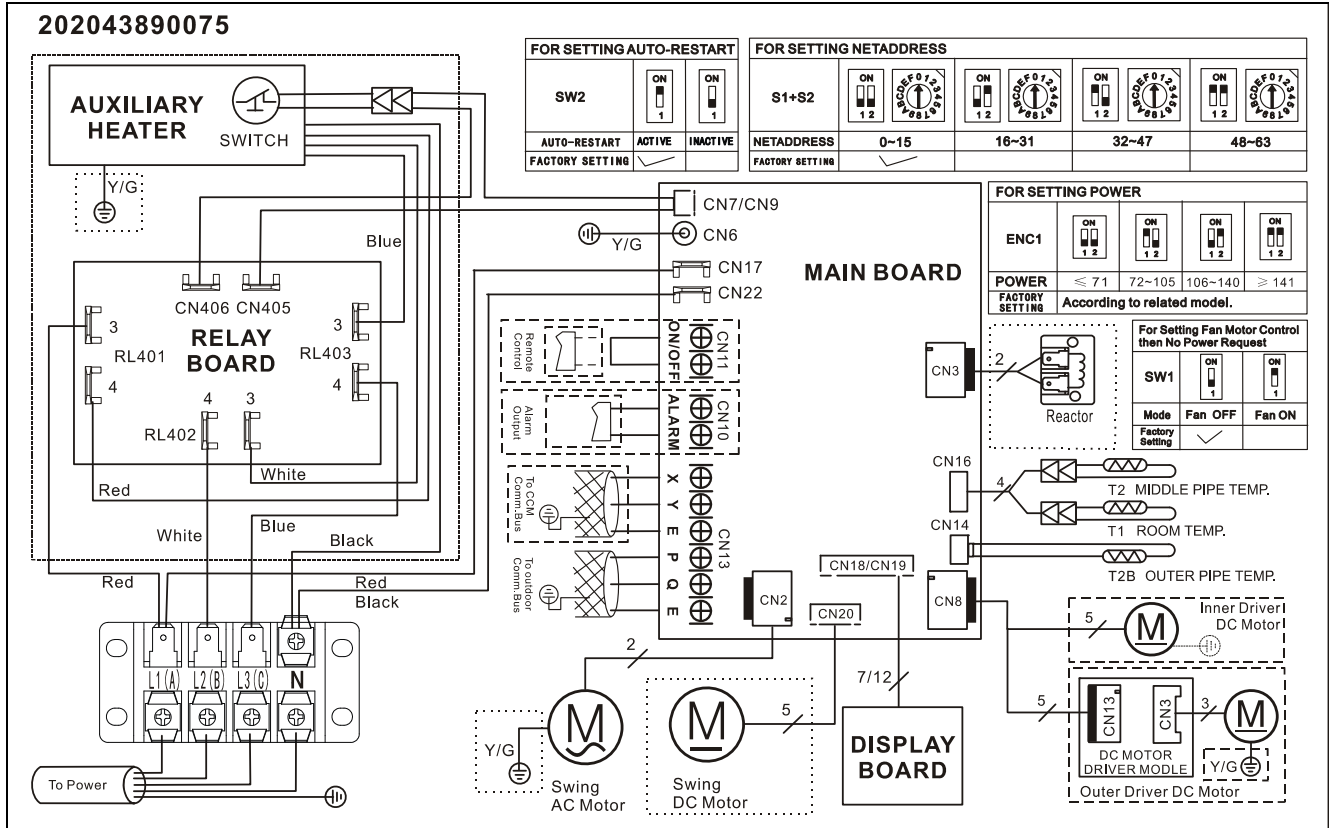 202043890075
AUXILIARY
HEATER
SWITCH
Y/G
Blue
CN406 CN405
3
RL401
4
RELAY
BOARD
3
RL403
4
4 3
RL402
White
Red
White
Blue
Black
Red
Red
Black
L1(A) L2(B) L3(C) N
To Power
FOR SETTING AUTO-RESTART
SW2
ON
1
ON
1
AUTO-RESTART ACTIVE INACTIVE
FACTORY SETTING
FOR SETTING NETADDRESS
S1+S2
ON
1 2
ABCDEF0123456789
ON
1 2
ABCDEF0123456789
ON
1 2
ABCDEF0123456789
ON
1 2
ABCDEF0123456789
NETADDRESS 0~15 16~31 32~47 48~63
FACTORY SETTING
CN7/CN9
Y/G
CN6
CN17
CN22
MAIN BOARD
Remote
Control
ON/OFF
CN11
Alarm
Output
ALARM
CN10
To CCM
Comm.Bus
X
Y
E
CN13
To outdoor
Comm.Bus
P
Q
E
FOR SETTING POWER
ENC1
ON
1 2
ON
1 2
ON
1 2
ON
1 2
POWER ≤ 71 72~105 106~140 ≥ 141
FACTORY
SETTING According to related model.
For Setting Fan Motor Control
then No Power Request
SW1
ON
1
ON
1
Mode Fan OFF Fan ON
Factory
Setting
CN3
2
Reactor
CN16
4
T2 MIDDLE PIPE TEMP.
T1 ROOM TEMP.
CN14
T2B OUTER PIPE TEMP.
CN18/CN19
CN20
CN2
CN8
2
M
Y/G
Swing
AC Motor
M
5
Swing
DC Motor
7/12
DISPLAY
BOARD
5
M
Inner Driver
DC Motor
5
CN13
CN3
3
M
DC MOTOR
DRIVER MODLE
Y/G
Outer Driver DC Motor